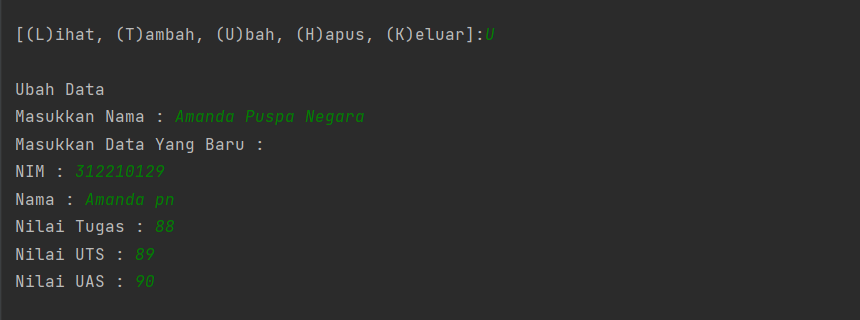 [(L)ihat, (T)ambah, (U)bah, (H)apus, (K)eluar]:U
Ubah Data
Masukkan Nama : Amanda Puspa Negara
Masukkan Data Yang Baru :
NIM : 312210129
Nama : Amanda pn
Nilai Tugas : 88
Nilai UTS : 89
Nilai UAS : 90